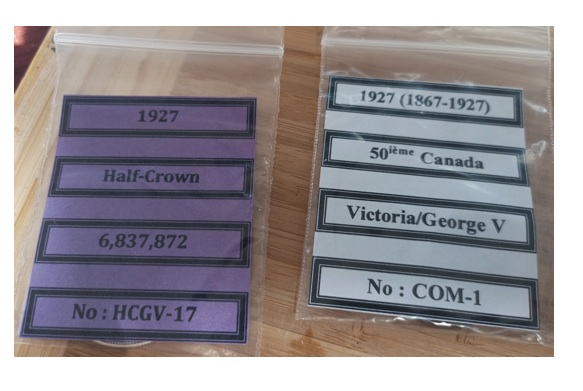 1927
Half-Crown
6,837,872
No : HCGV-17
1927 (1867-1927)
50ième Canada
Victoria/George V
No : COM-1